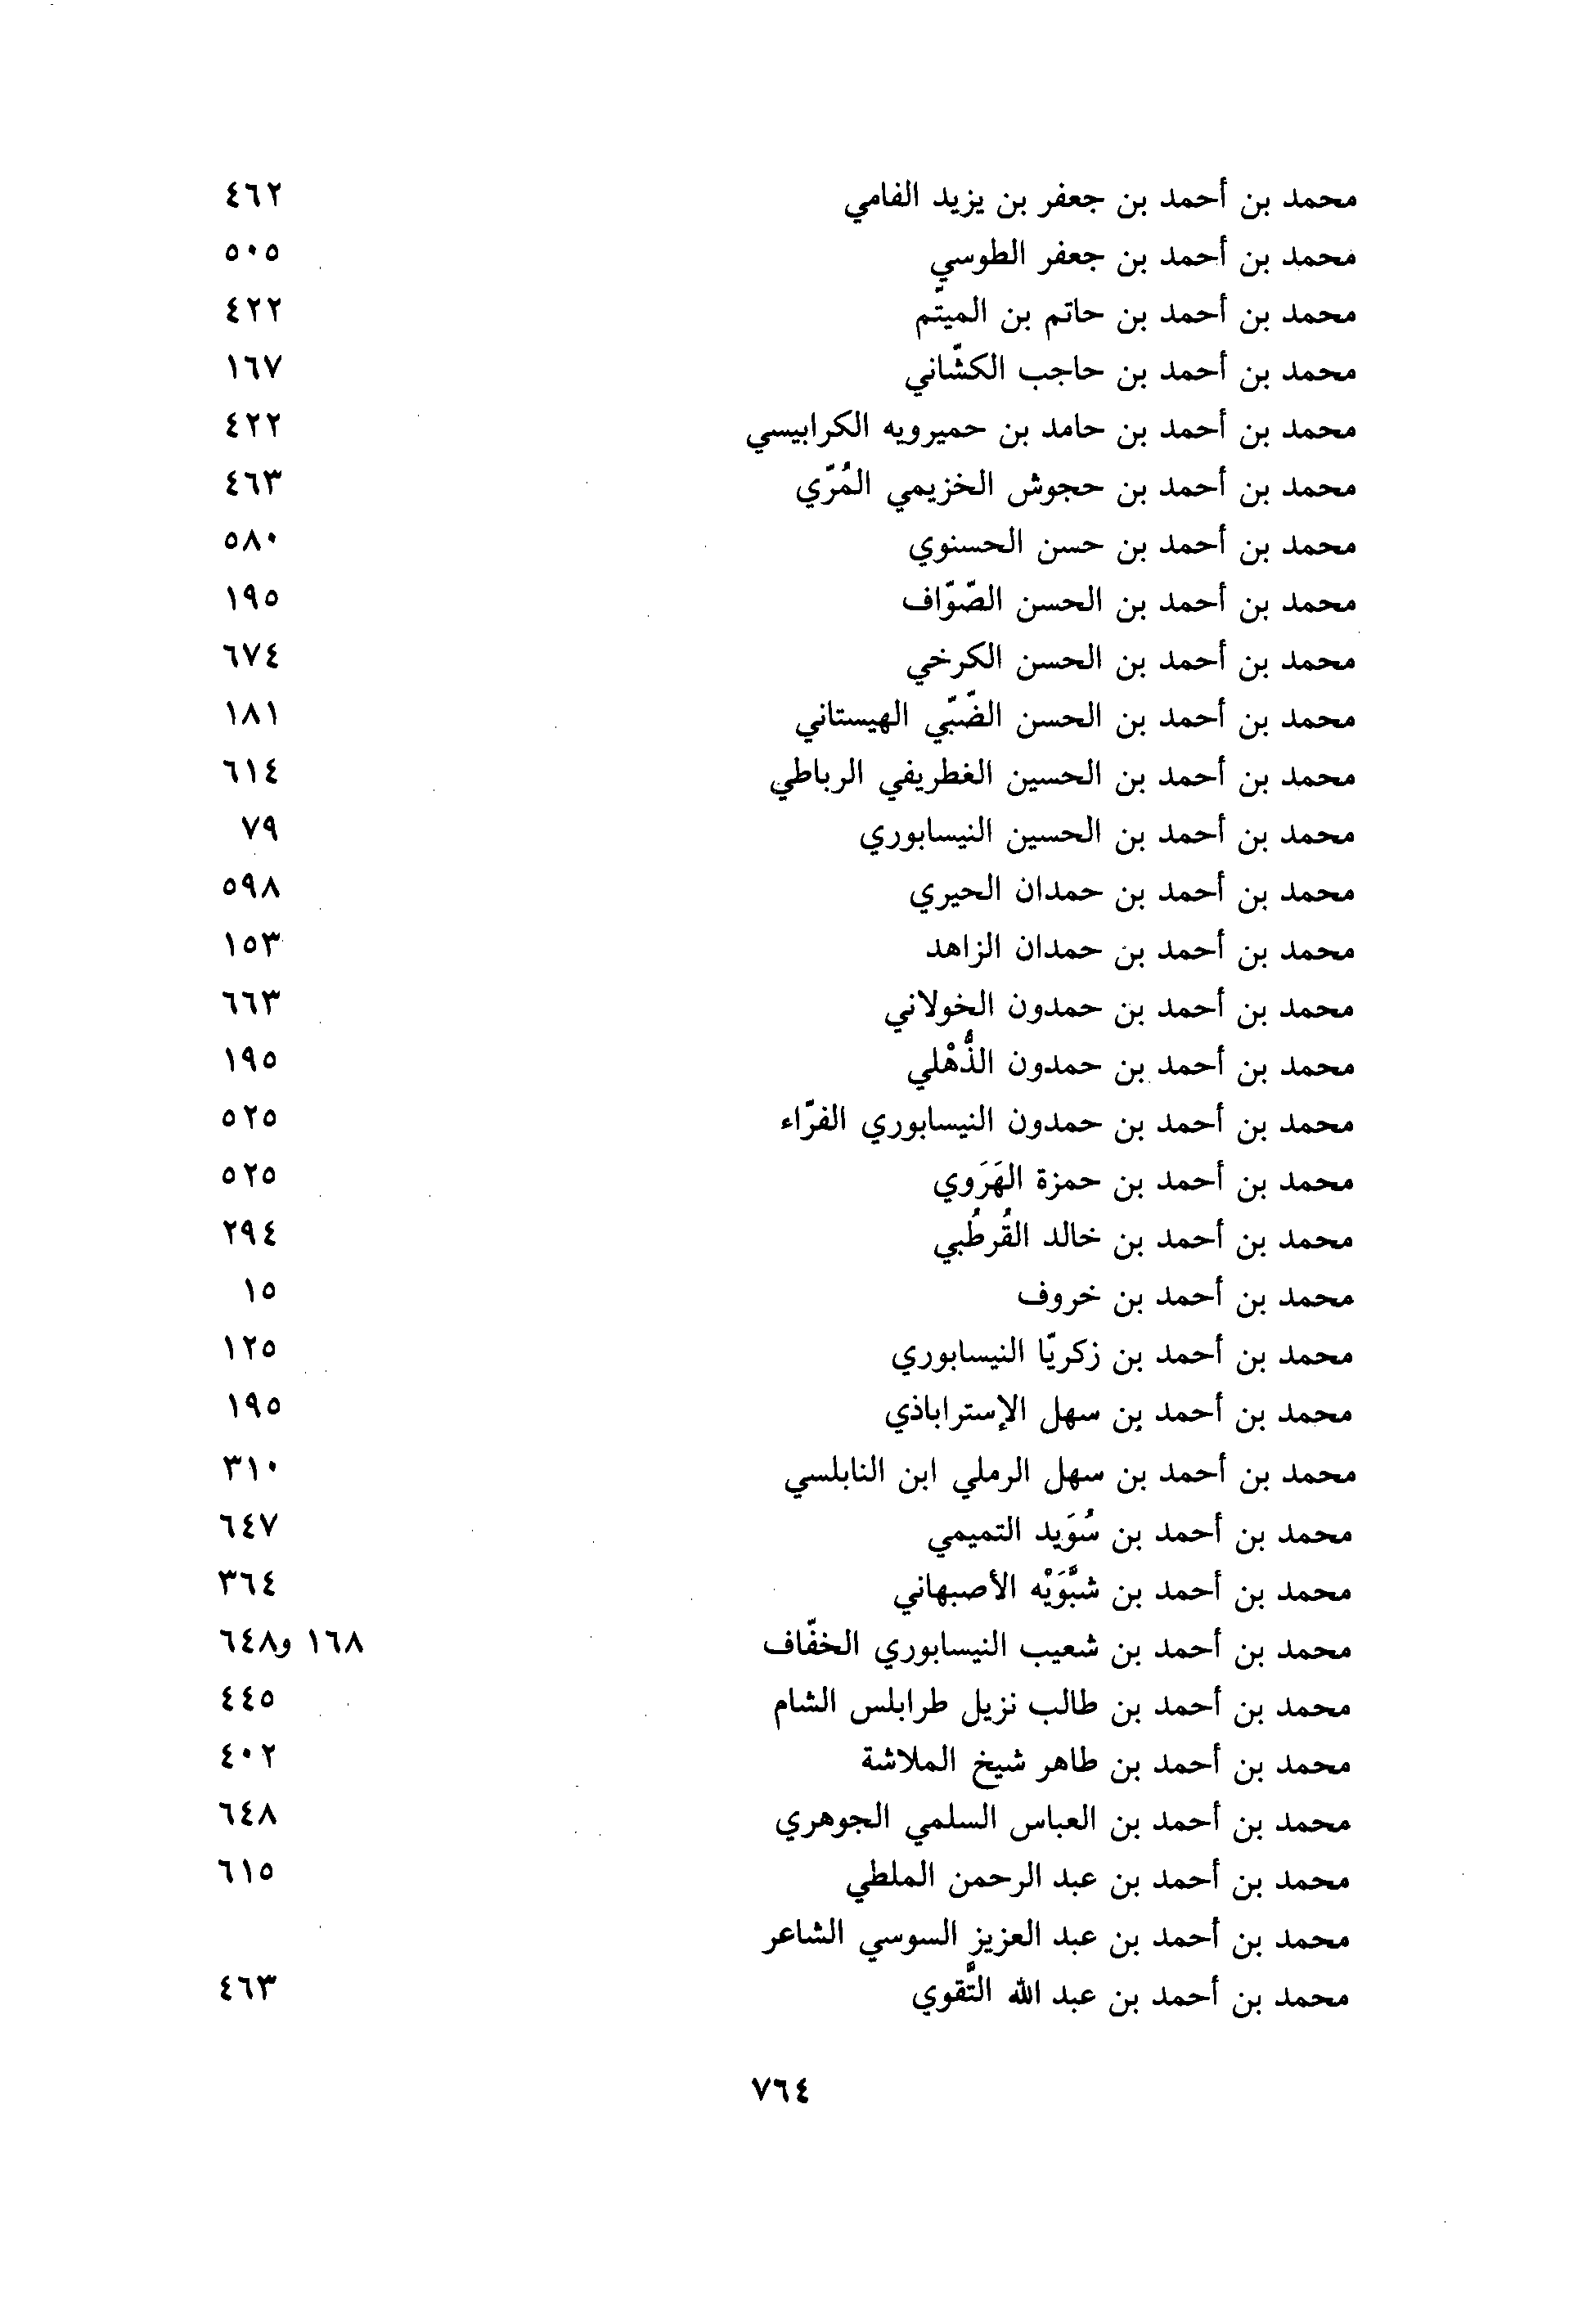 محمد بن أحمد بن جعفر بن يزيد الفامي ٤٦٢
محمد بن أحمد بن جعفر الطوسي ٥٠٥
محمد بن أحمد بن حاتم بن الميتّم ٤٢٢
محمد بن أحمد بن حاجب الكشّاني ١٦٧
محمد بن أحمد بن حامد بن حميرويه الكرابيسي ٤٢٢
محمد بن أحمد بن حجوش الخزيمي المُرّي ٤٦٣
محمد بن أحمد بن حسن الحسنوي ٥٨٠
محمد بن أحمد بن الحسن الصّوّاف ١٩٥
محمد بن أحمد بن الحسن الكرخي ٦٧٤
محمد بن أحمد بن الحسن الضّبّي الهيستاني ١٨١
محمد بن أحمد بن الحسين الغطريفي الرباطي ٦١٤
محمد بن أحمد بن الحسين النيسابوري ٧٩
محمد بن أحمد بن حمدان الحيري ٥٩٨
محمد بن أحمد بن حمدان الزاهد ١٥٣
محمد بن أحمد بن حمدون الخولاني ٦٦٣
محمد بن أحمد بن حمدون الذُّهْلي ١٩٥
محمد بن أحمد بن حمدون النيسابوري الفرّاء ٥٢٥
محمد بن أحمد بن حمزة الهَرَوي ٥٢٥
محمد بن أحمد بن خالد القُرطُبي ٢٩٤
محمد بن أحمد بن خروف ١٥
محمد بن أحمد بن زكريّا النيسابوري ١٢٥
محمد بن أحمد بن سهل الإستراباذي ١٩٥
محمد بن أحمد بن سهل الرملي ابن النابلسي ٣١٠
محمد بن أحمد بن سُوَيد التميمي ٦٤٧
محمد بن أحمد بن شبَّوَيْه الأصبهاني ٣٦٤
محمد بن أحمد بن شعيب النيسابوري الخفّاف ١٦٨ و٦٤٨
محمد بن أحمد بن طالب نزيل طرابلس الشام ٤٤٥
محمد بن أحمد بن طاهر شيخ الملاشة ٤٠٢
محمد بن أحمد بن العباس السلمي الجوهري ٦٤٨
محمد بن أحمد بن عبد الرحمن الملطي ٦١٥
محمد بن أحمد بن عبد العزيز السوسي الشاعر
محمد بن أحمد بن عبد الله التَّقوي ٤٦٣
٧٦٤